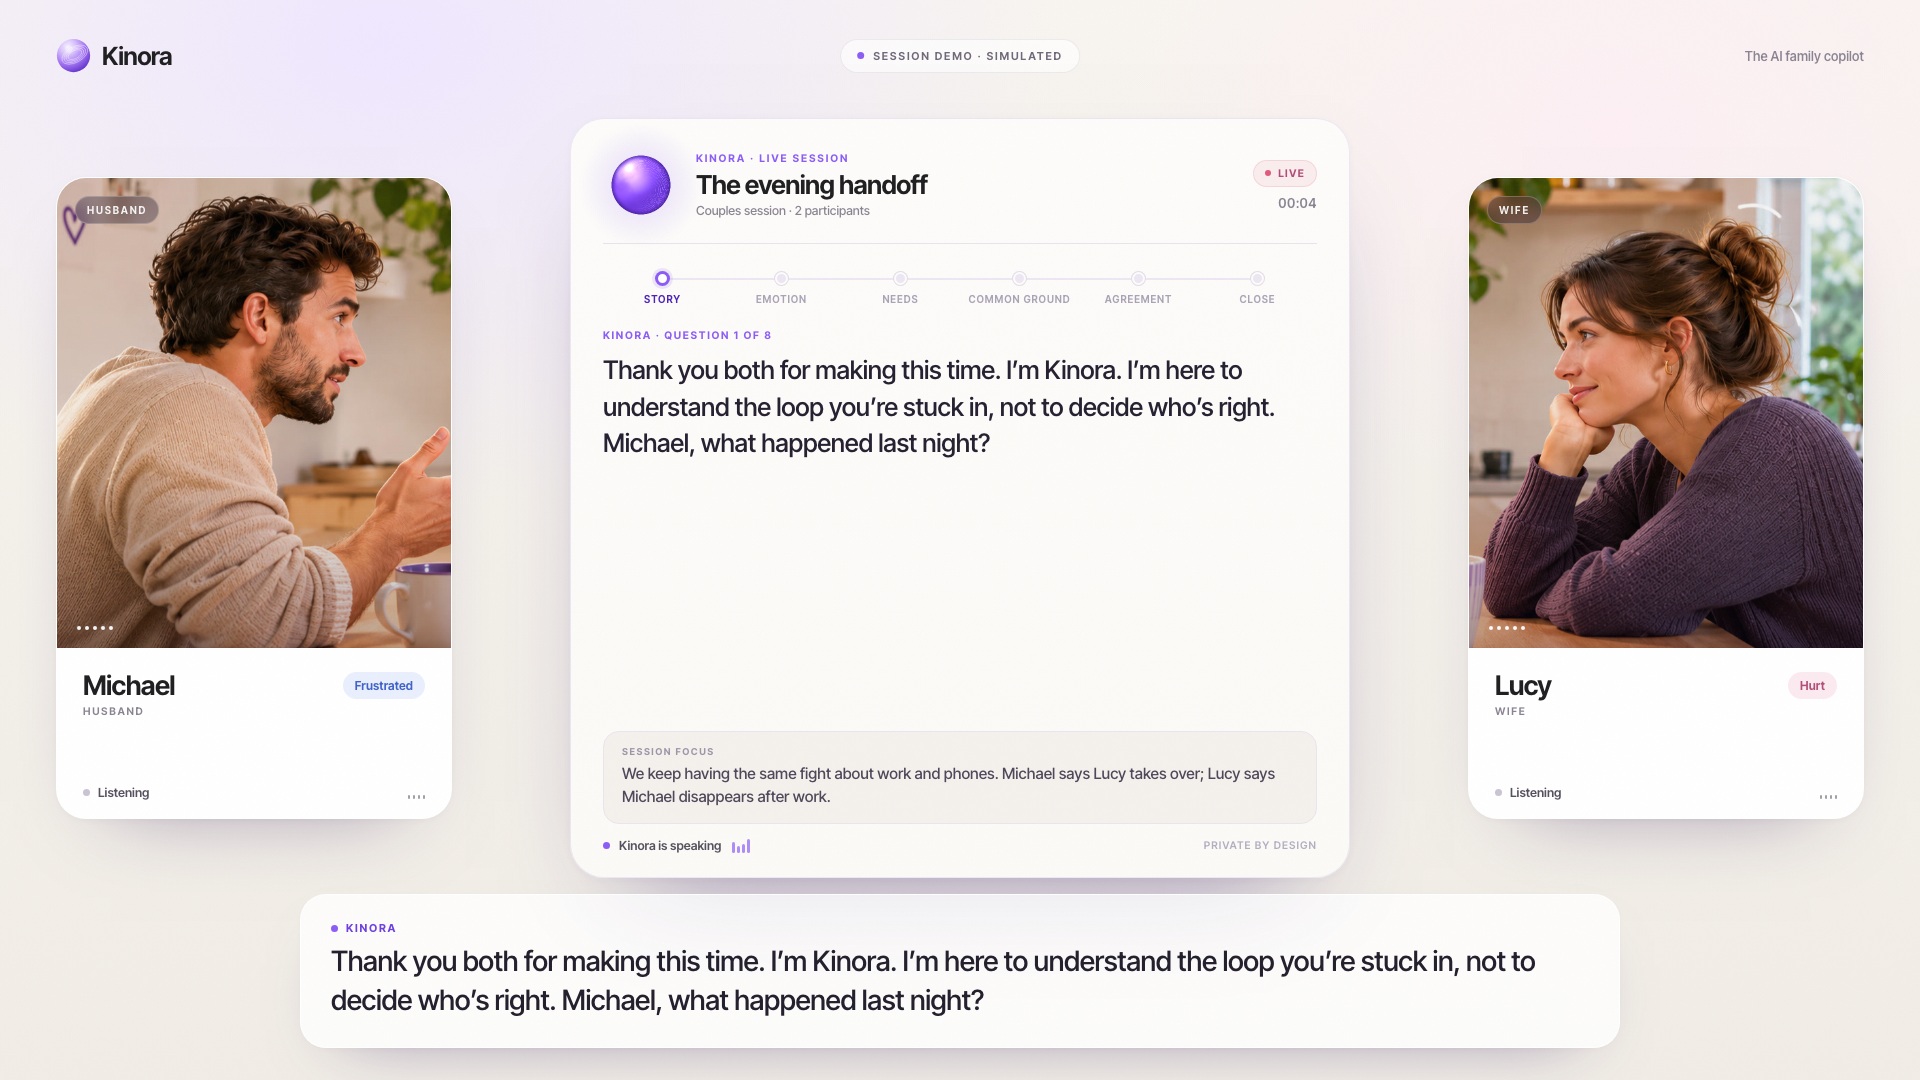 Kinora
SESSION DEMO · SIMULATED
The AI family copilot
HUSBAND
Michael
Frustrated
HUSBAND
Listening
KINORA · LIVE SESSION
The evening handoff
Couples session · 2 participants
LIVE
00:04
STORY
EMOTION
NEEDS
COMMON GROUND
AGREEMENT
CLOSE
KINORA · QUESTION 1 OF 8
Thank you both for making this time. I’m Kinora. I’m here to
understand the loop you’re stuck in, not to decide who’s right.
Michael, what happened last night?
SESSION FOCUS
We keep having the same fight about work and phones. Michael says Lucy takes over; Lucy says
Michael disappears after work.
Kinora is speaking
PRIVATE BY DESIGN
WIFE
Lucy
Hurt
WIFE
Listening
KINORA
Thank you both for making this time. I’m Kinora. I’m here to understand the loop you’re stuck in, not to
decide who’s right. Michael, what happened last night?